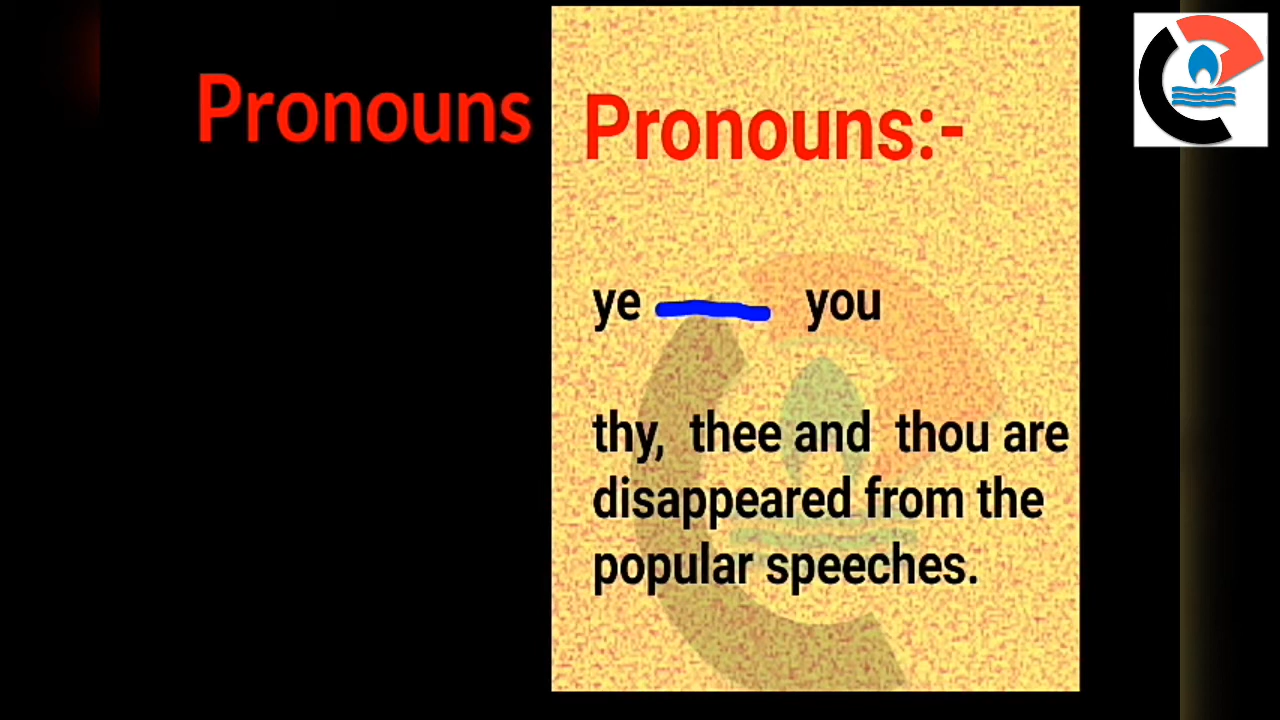 Pronouns
Pronouns:-
ye you
thy, thee and thou are
disappeared from the
popular speeches.